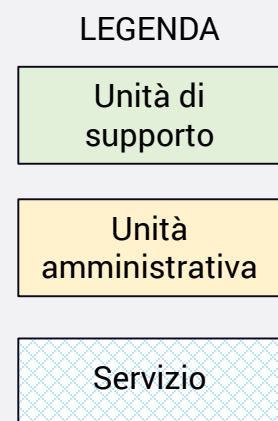 LEGENDA
Unità di
supporto
Unità
amministrativa
Servizio